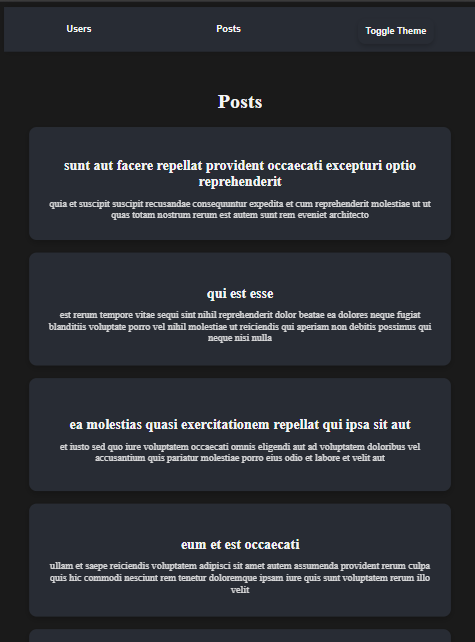 Users Posts Toggle Theme
Posts
sunt aut facere repellat provident occaecati excepturi optio
reprehenderit
quia et suscipit suscipit recusandae consequuntur expedita et cum reprehenderit molestiae ut ut
quas totam nostrum rerum est autem sunt rem eveniet architecto
qui est esse
est rerum tempore vitae sequi sint nihil reprehenderit dolor beatae ea dolores neque fugiat
blanditiis voluptate porro vel nihil molestiae ut reiciendis qui aperiam non debitis possimus qui
neque nisi nulla
ea molestias quasi exercitationem repellat qui ipsa sit aut
et iusto sed quo iure voluptatem occaecati omnis eligendi aut ad voluptatem doloribus vel
accusantium quis pariatur molestiae porro eius odio et labore et velit aut
eum et est occaecati
ullam et saepe reiciendis voluptatem adipisci sit amet autem assumenda provident rerum culpa
quis hic commodi nesciunt rem tenetur doloremque ipsam iure quis sunt voluptatem rerum illo
velit